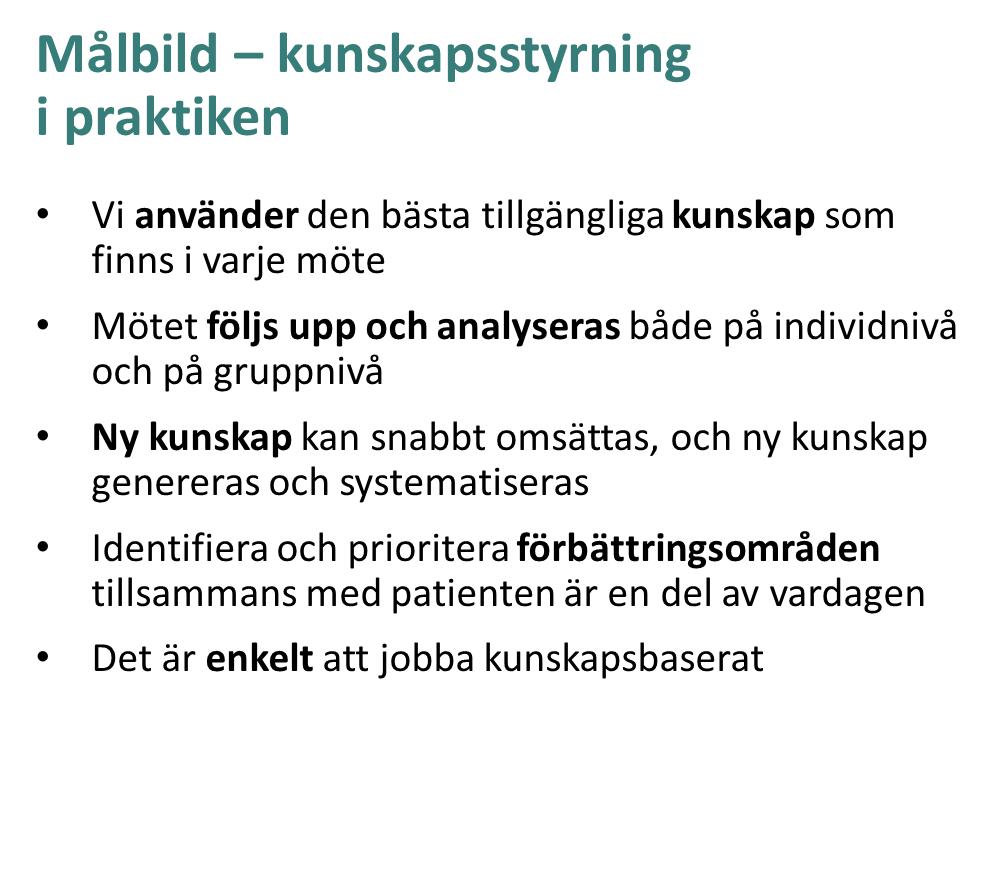 Målbild – kunskapsstyrning
i praktiken
• Vi använder den bästa tillgängliga kunskap som
finns i varje möte
• Mötet följs upp och analyseras både på individnivå
och på gruppnivå
• Ny kunskap kan snabbt omsättas, och ny kunskap
genereras och systematiseras
• Identifiera och prioritera förbättringsområden
tillsammans med patienten är en del av vardagen
• Det är enkelt att jobba kunskapsbaserat